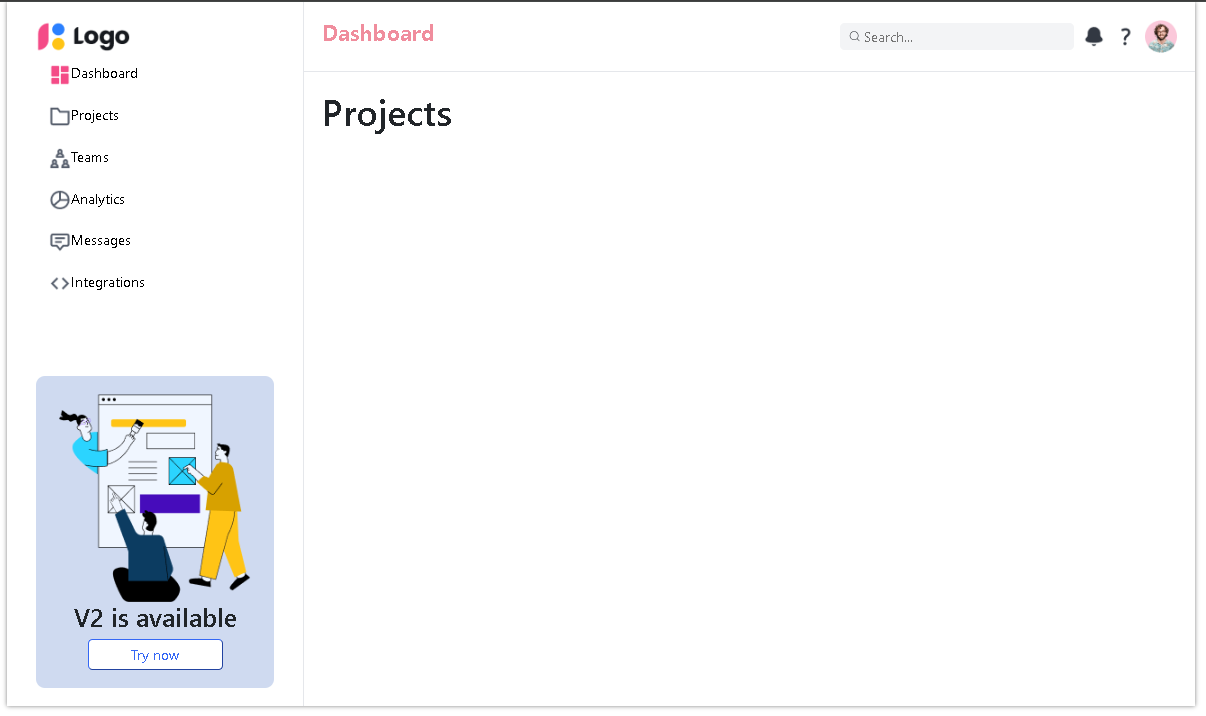 Logo
Dashboard
Projects
Teams
Analytics
Messages
Integrations
V2 is available
Try now
Dashboard
Search...
?
Projects